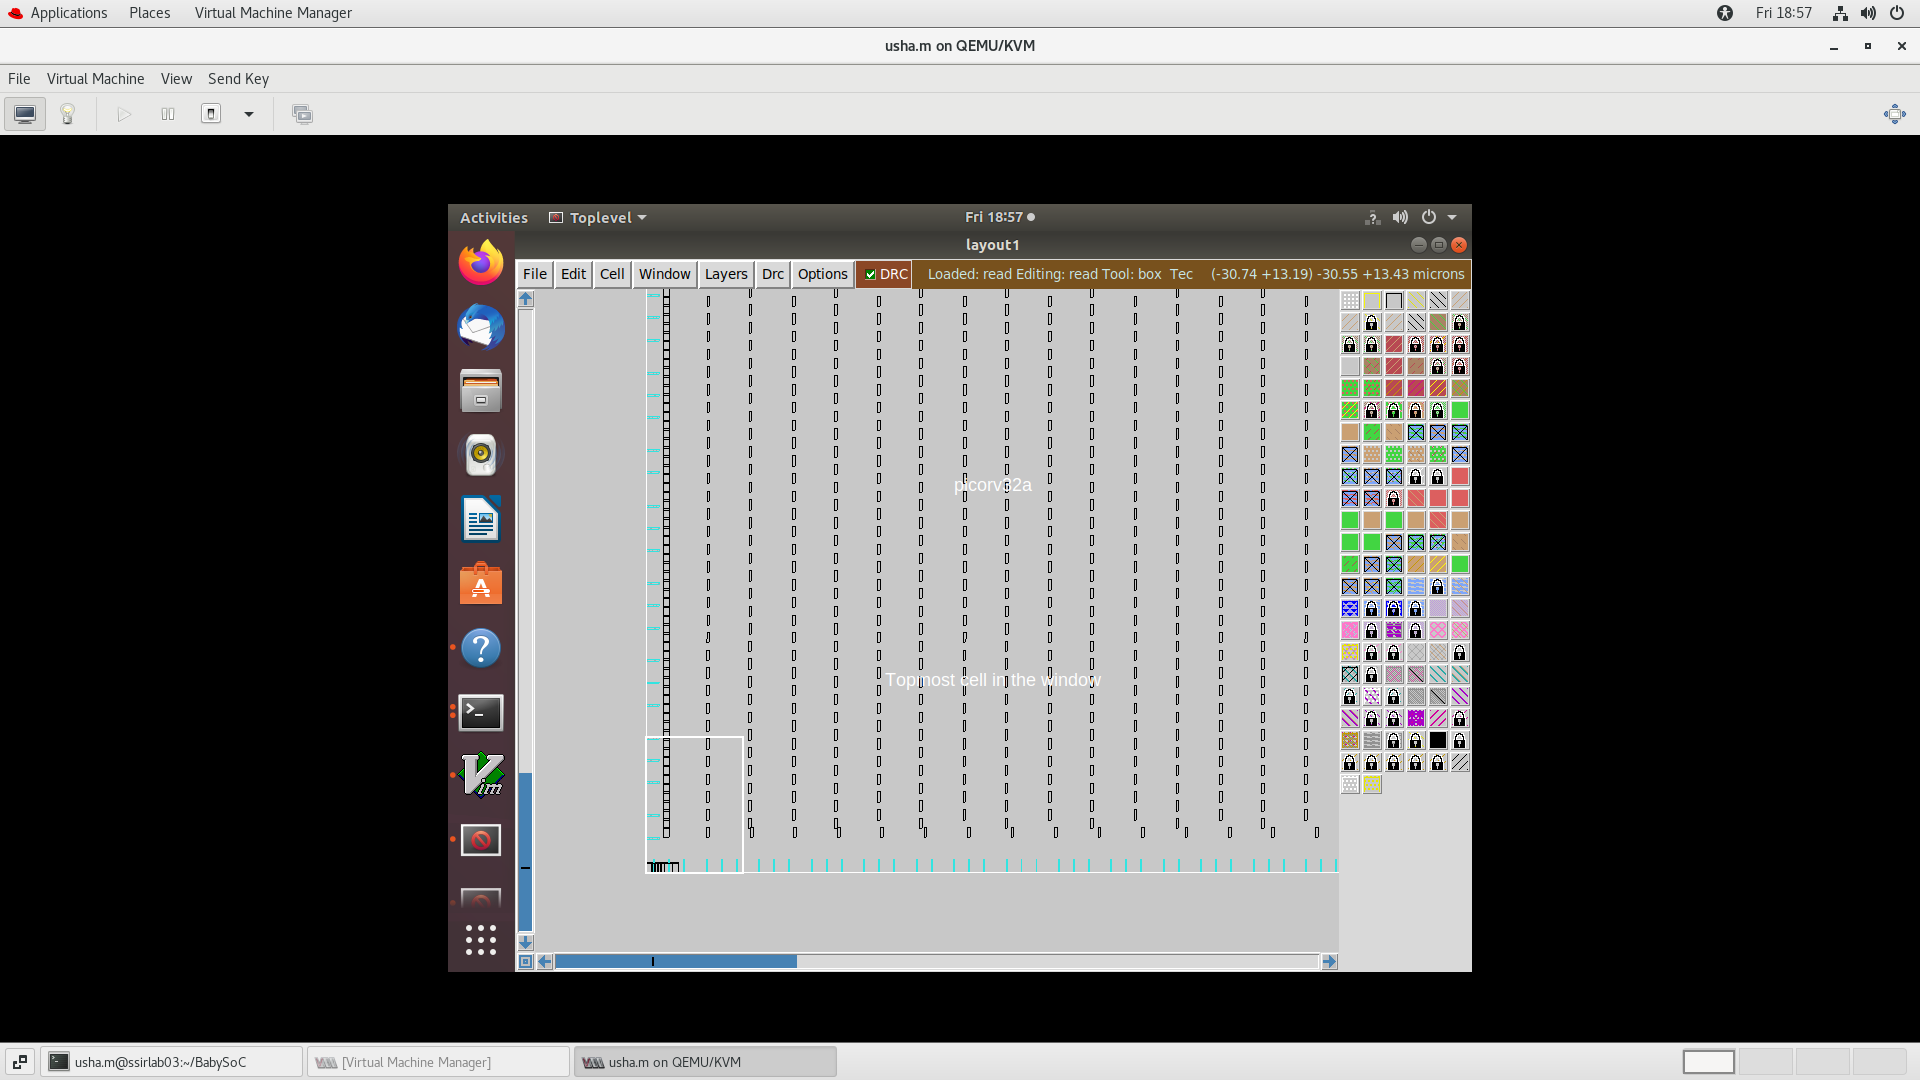 Applications Places Virtual Machine Manager Fri 18:57
usha.m on QEMU/KVM
File Virtual Machine View Send Key
Activities Toplevel Fri 18:57
layout1
File Edit Cell Window Layers Drc Options DRC Loaded: read Editing: read Tool: box Tec (-30.74 +13.19) -30.55 +13.43 microns
picorv32a
Topmost cell in the window
usha.m@ssirlab03:~/BabySoC [Virtual Machine Manager] usha.m on QEMU/KVM